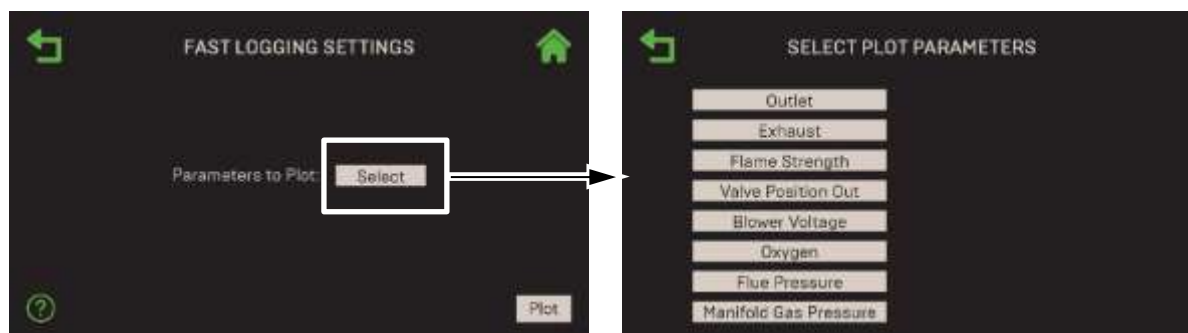 FAST LOGGING SETTINGS
Parameters to Plot: Select
?
Plot
SELECT PLOT PARAMETERS
Outlet
Exhaust
Flame Strength
Valve Position Out
Blower Voltage
Oxygen
Flue Pressure
Manifold Gas Pressure